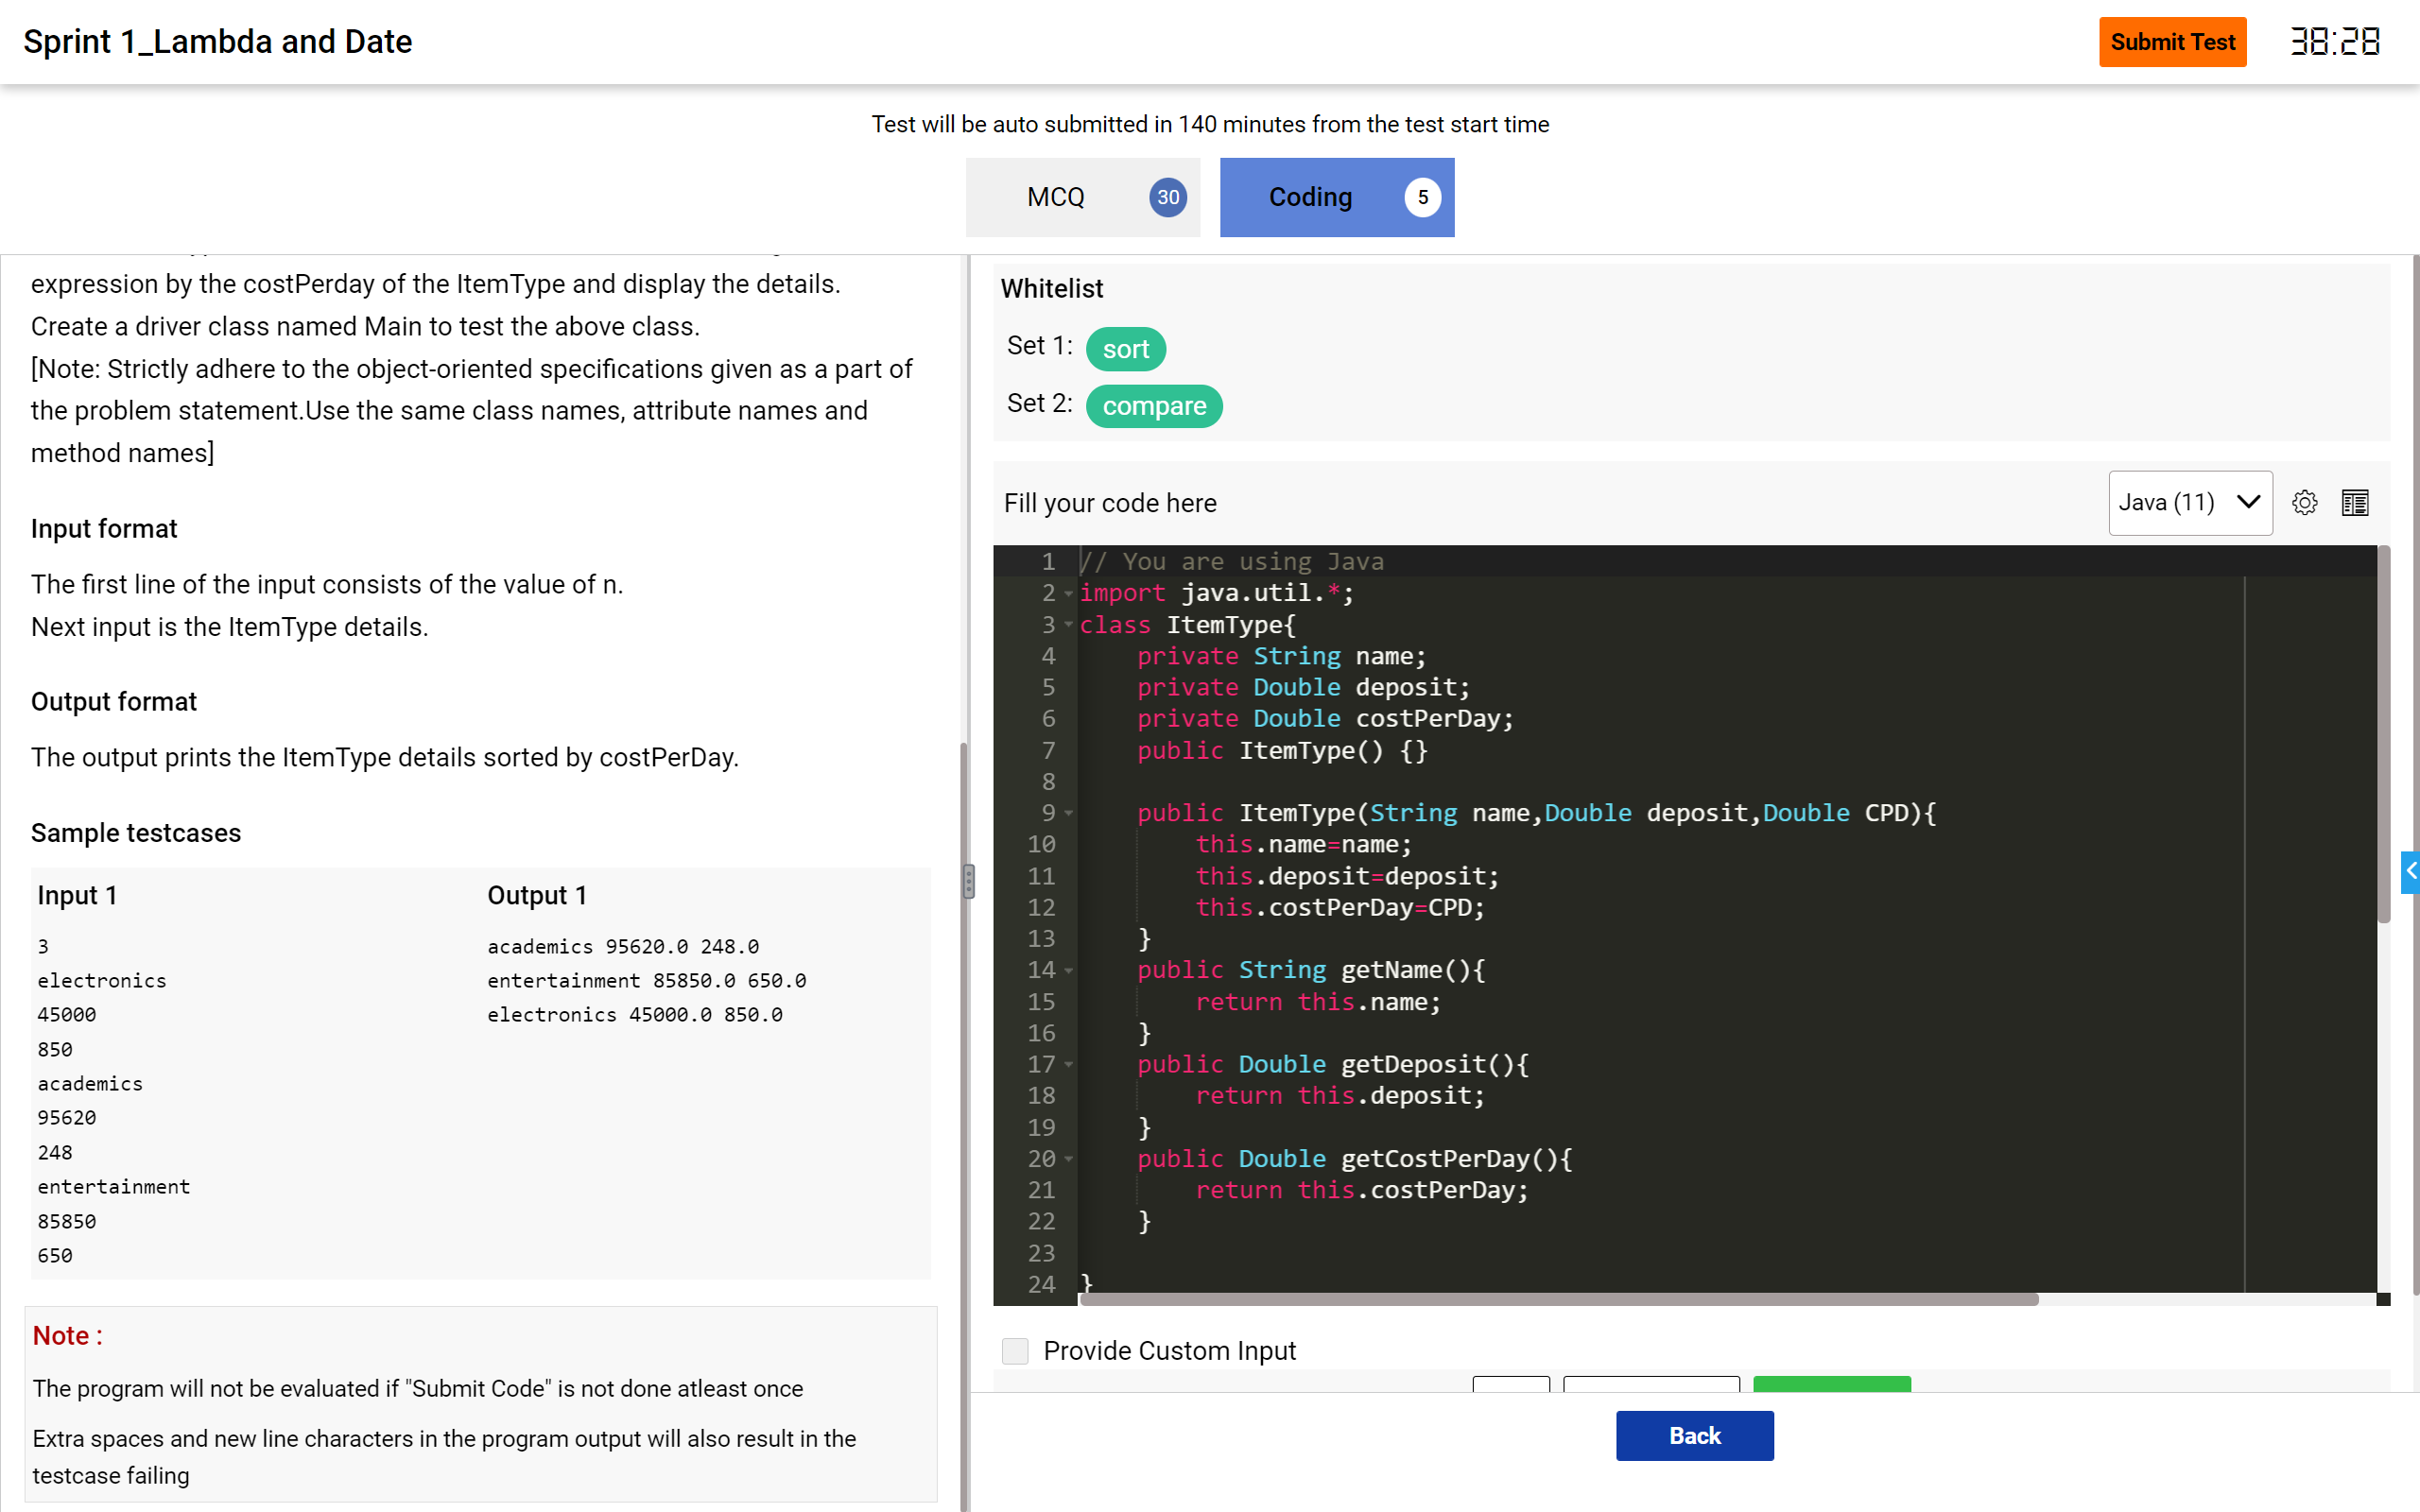 Sprint 1_Lambda and Date
Submit Test
38:28
Test will be auto submitted in 140 minutes from the test start time
MCQ 30
Coding 5
expression by the costPerday of the ItemType and display the details.
Create a driver class named Main to test the above class.
[Note: Strictly adhere to the object-oriented specifications given as a part of
the problem statement.Use the same class names, attribute names and
method names]
Input format
The first line of the input consists of the value of n.
Next input is the ItemType details.
Output format
The output prints the ItemType details sorted by costPerDay.
Sample testcases
Input 1
3
electronics
45000
850
academics
95620
248
entertainment
85850
650
Output 1
academics 95620.0 248.0
entertainment 85850.0 650.0
electronics 45000.0 850.0
Note :
The program will not be evaluated if "Submit Code" is not done atleast once
Extra spaces and new line characters in the program output will also result in the
testcase failing
Whitelist
Set 1: sort
Set 2: compare
Fill your code here
Java (11)
1 // You are using Java
2 import java.util.*;
3 class ItemType{
4     private String name;
5     private Double deposit;
6     private Double costPerDay;
7     public ItemType() {}
8
9     public ItemType(String name,Double deposit,Double CPD){
10         this.name=name;
11         this.deposit=deposit;
12         this.costPerDay=CPD;
13     }
14     public String getName(){
15         return this.name;
16     }
17     public Double getDeposit(){
18         return this.deposit;
19     }
20     public Double getCostPerDay(){
21         return this.costPerDay;
22     }
23
24 }
Provide Custom Input
Back